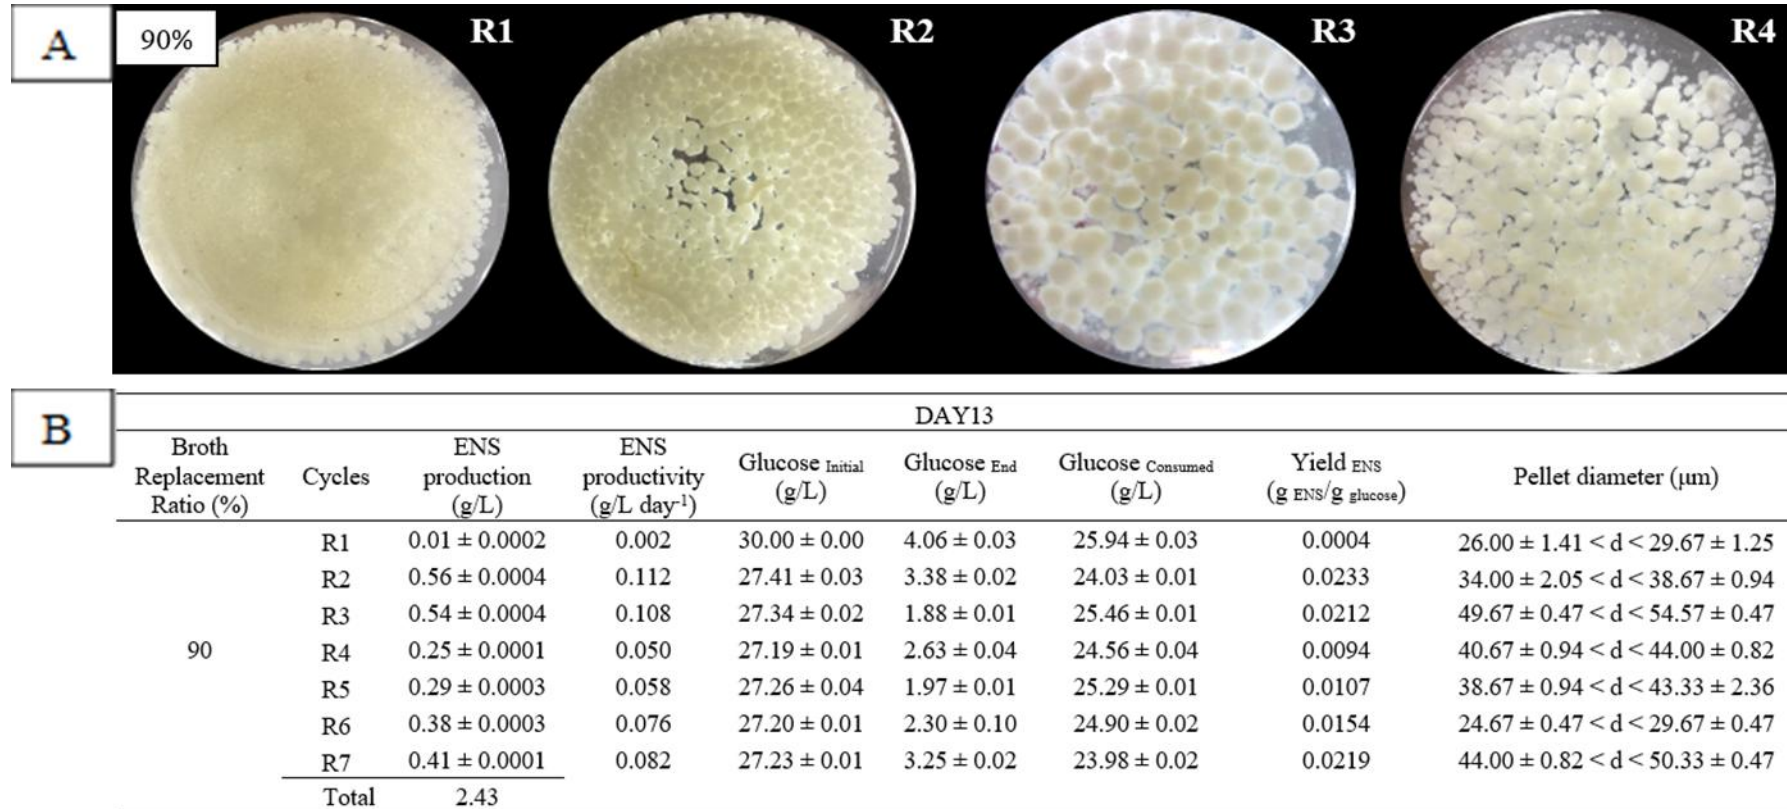 A
90%
R1
R2
R3
R4
B
DAY13
Broth Replacement Ratio (%) Cycles ENS production (g/L) ENS productivity (g/L day-1) Glucose Initial (g/L) Glucose End (g/L) Glucose Consumed (g/L) Yield ENS (g ENS/g glucose) Pellet diameter (μm)
R1 0.01 ± 0.0002 0.002 30.00 ± 0.00 4.06 ± 0.03 25.94 ± 0.03 0.0004 26.00 ± 1.41 < d < 29.67 ± 1.25
R2 0.56 ± 0.0004 0.112 27.41 ± 0.03 3.38 ± 0.02 24.03 ± 0.01 0.0233 34.00 ± 2.05 < d < 38.67 ± 0.94
R3 0.54 ± 0.0004 0.108 27.34 ± 0.02 1.88 ± 0.01 25.46 ± 0.01 0.0212 49.67 ± 0.47 < d < 54.57 ± 0.47
90 R4 0.25 ± 0.0001 0.050 27.19 ± 0.01 2.63 ± 0.04 24.56 ± 0.04 0.0094 40.67 ± 0.94 < d < 44.00 ± 0.82
R5 0.29 ± 0.0003 0.058 27.26 ± 0.04 1.97 ± 0.01 25.29 ± 0.01 0.0107 38.67 ± 0.94 < d < 43.33 ± 2.36
R6 0.38 ± 0.0003 0.076 27.20 ± 0.01 2.30 ± 0.10 24.90 ± 0.02 0.0154 24.67 ± 0.47 < d < 29.67 ± 0.47
R7 0.41 ± 0.0001 0.082 27.23 ± 0.01 3.25 ± 0.02 23.98 ± 0.02 0.0219 44.00 ± 0.82 < d < 50.33 ± 0.47
Total 2.43